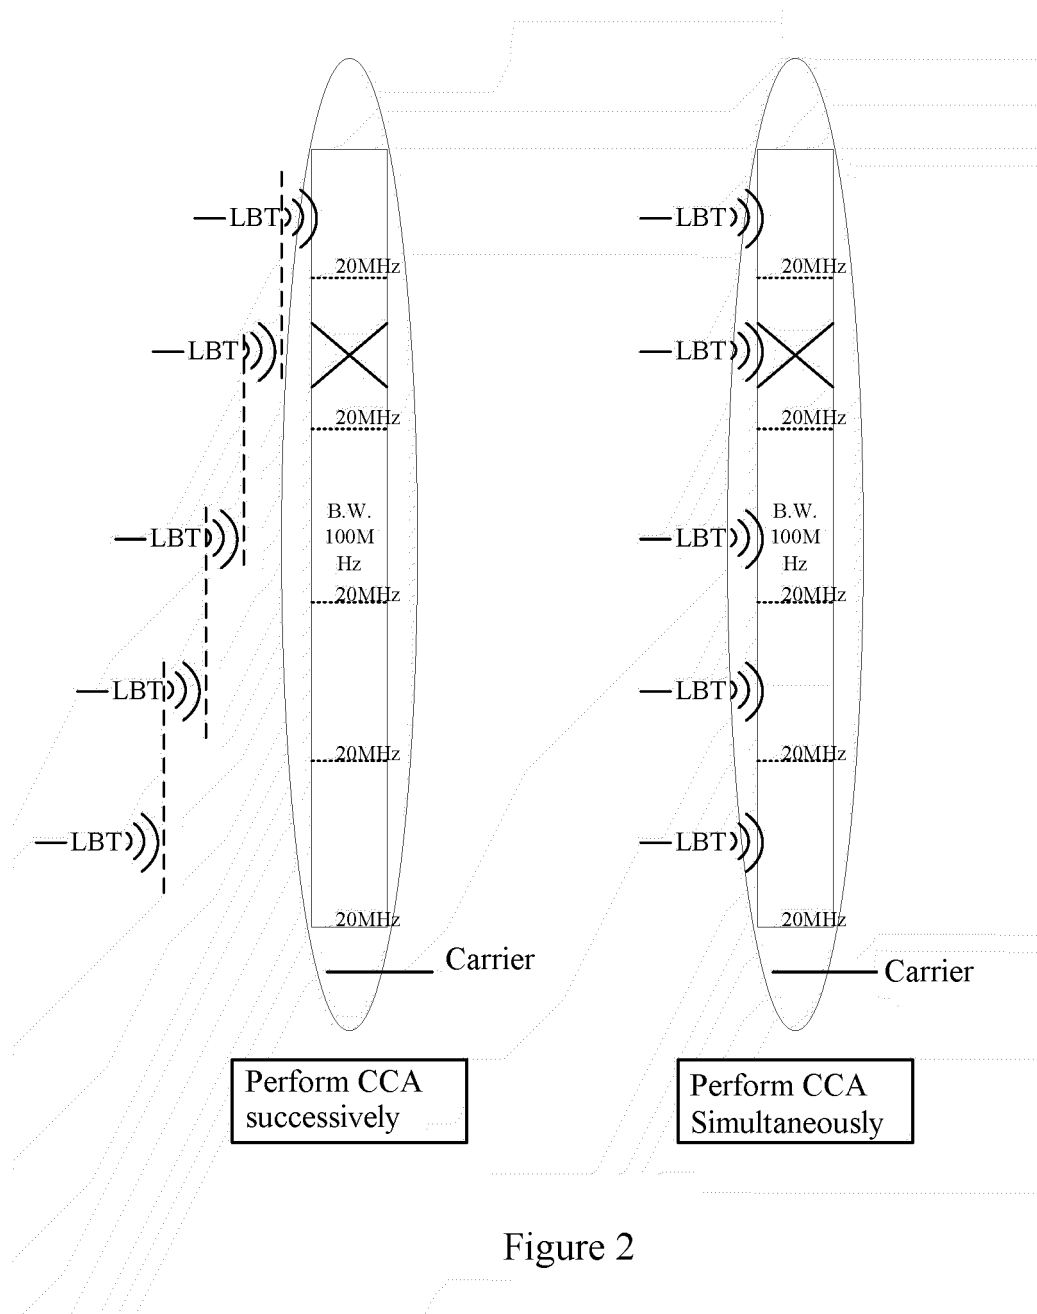 LBT
20MHz
LBT
20MHz
B.W.
100M
Hz
LBT
20MHz
LBT
20MHz
LBT
20MHz
Carrier
Perform CCA
successively
LBT
20MHz
LBT
20MHz
B.W.
100M
Hz
LBT
20MHz
LBT
20MHz
LBT
20MHz
Carrier
Perform CCA
Simultaneously
Figure 2